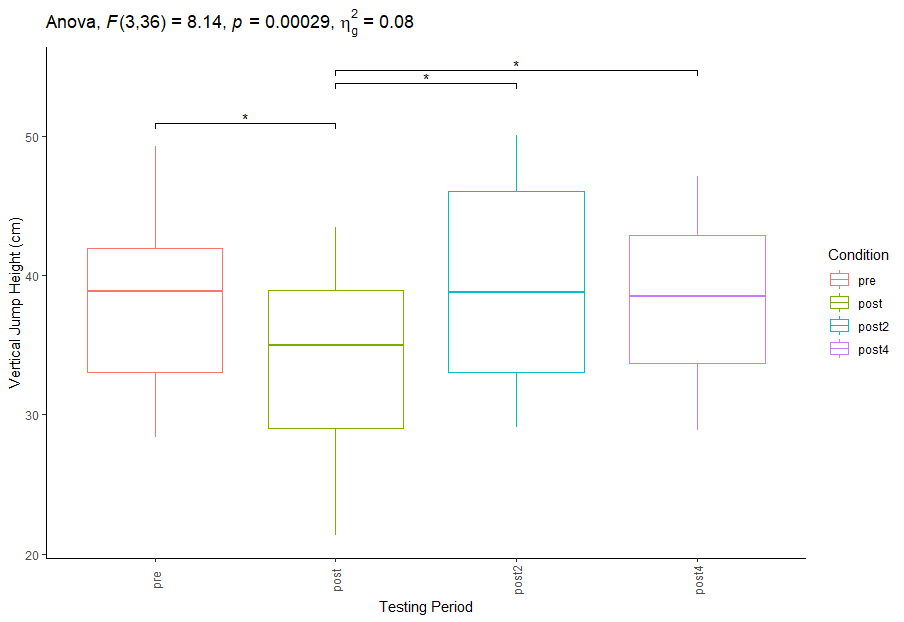 Anova, F(3,36) = 8.14, p = 0.00029, η²g = 0.08
*
*
*
50
40
30
20
Vertical Jump Height (cm)
pre
post
post2
post4
Testing Period
Condition
pre
post
post2
post4